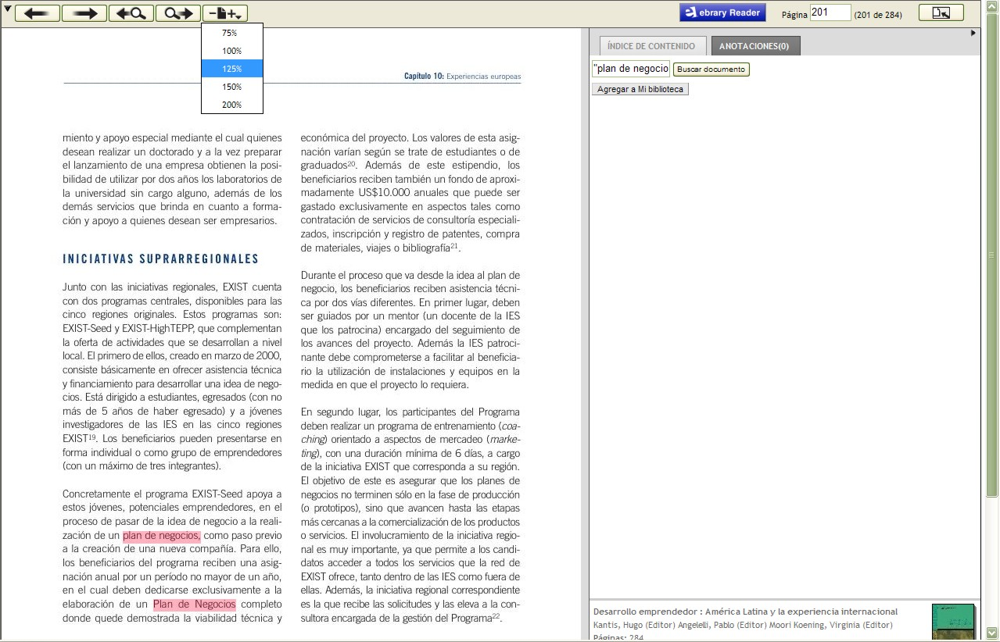 ebrary Reader
Página 201 (201 de 284)
75%
100%
125%
150%
200%
Capítulo 10: Experiencias europeas
miento y apoyo especial mediante el cual quienes
desean realizar un doctorado y a la vez preparar
el lanzamiento de una empresa obtienen la posi-
bilidad de utilizar por dos años los laboratorios de
la universidad sin cargo alguno, además de los
demás servicios que brinda en cuanto a forma-
ción y apoyo a quienes desean ser empresarios.
INICIATIVAS SUPRARREGIONALES
Junto con las iniciativas regionales, EXIST cuenta
con dos programas centrales, disponibles para las
cinco regiones originales. Estos programas son:
EXIST-Seed y EXIST-HighTEPP, que complementan
la oferta de actividades que se desarrollan a nivel
local. El primero de ellos, creado en marzo de 2000,
consiste básicamente en ofrecer asistencia técnica
y financiamiento para desarrollar una idea de nego-
cios. Está dirigido a estudiantes, egresados (con no
más de 5 años de haber egresado) y a jóvenes
investigadores de las IES en las cinco regiones
EXIST19. Los beneficiarios pueden presentarse en
forma individual o como grupo de emprendedores
(con un máximo de tres integrantes).
Concretamente el programa EXIST-Seed apoya a
estos jóvenes, potenciales emprendedores, en el
proceso de pasar de la idea de negocio a la reali-
zación de un plan de negocios, como paso previo
a la creación de una nueva compañía. Para ello,
los beneficiarios del programa reciben una asig-
nación anual por un período no mayor de un año,
en el cual deben dedicarse exclusivamente a la
elaboración de un Plan de Negocios completo
donde quede demostrada la viabilidad técnica y
económica del proyecto. Los valores de esta asig-
nación varían según se trate de estudiantes o de
graduados20. Además de este estipendio, los
beneficiarios reciben también un fondo de aproxi-
madamente US$10.000 anuales que puede ser
gastado exclusivamente en aspectos tales como
contratación de servicios de consultoría especiali-
zados, inscripción y registro de patentes, compra
de materiales, viajes o bibliografía21.
Durante el proceso que va desde la idea al plan de
negocio, los beneficiarios reciben asistencia técni-
ca por dos vías diferentes. En primer lugar, deben
ser guiados por un mentor (un docente de la IES
que los patrocina) encargado del seguimiento de
los avances del proyecto. Además la IES patroci-
nante debe comprometerse a facilitar al beneficia-
rio la utilización de instalaciones y equipos en la
medida en que el proyecto lo requiera.
En segundo lugar, los participantes del Programa
deben realizar un programa de entrenamiento (coa-
ching) orientado a aspectos de mercadeo (marke-
ting), con una duración mínima de 6 días, a cargo
de la iniciativa EXIST que corresponda a su región.
El objetivo de este es asegurar que los planes de
negocios no terminen sólo en la fase de producción
(o prototipos), sino que avancen hasta las etapas
más cercanas a la comercialización de los productos
o servicios. El involucramiento de la iniciativa regio-
nal es muy importante, ya que permite a los candi-
datos acceder a todos los servicios que la red de
EXIST ofrece, tanto dentro de las IES como fuera de
ellas. Además, la iniciativa regional correspondiente
es la que recibe las solicitudes y las eleva a la con-
sultora encargada de la gestión del Programa22.
ÍNDICE DE CONTENIDO
ANOTACIONES(0)
"plan de negocio
Buscar documento
Agregar a Mi biblioteca
Desarrollo emprendedor : América Latina y la experiencia internacional
Kantis, Hugo (Editor) Angelelli, Pablo (Editor) Moori Koening, Virginia (Editor)
Páginas: 284